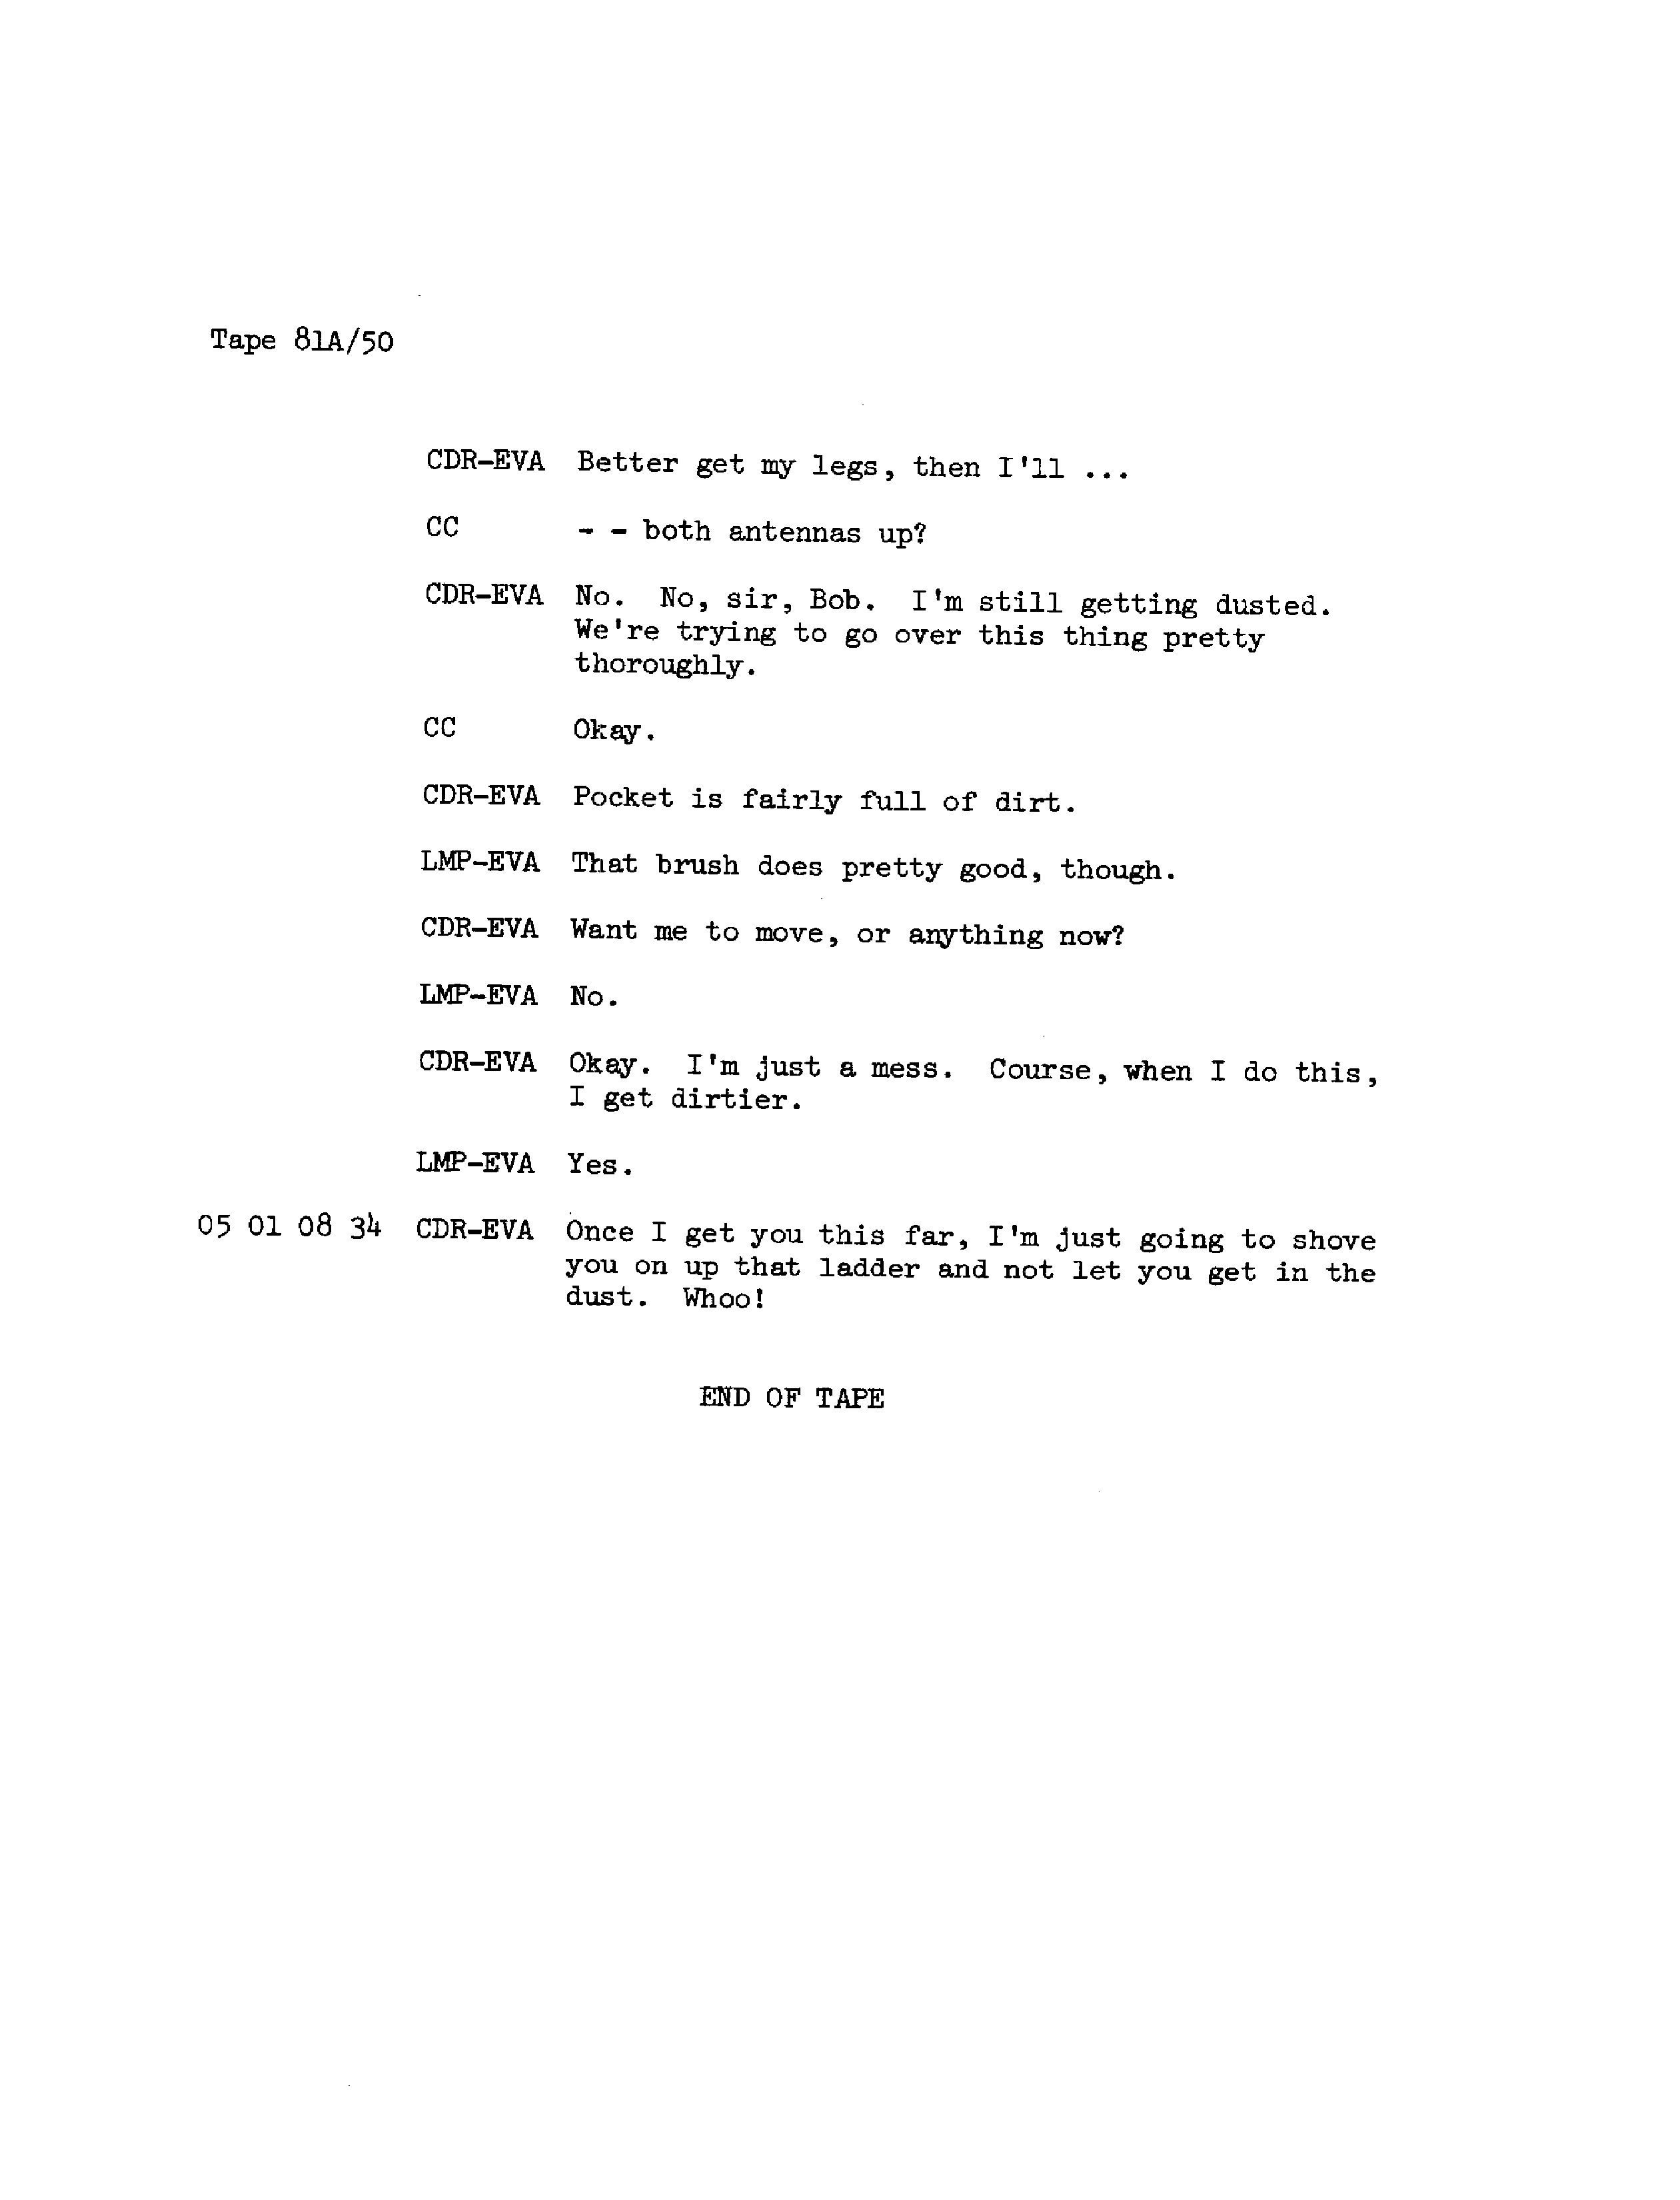 Tape 81A/50
CDR-EVA Better get my legs, then I'll ...
CC - - both antennas up?
CDR-EVA No. No, sir, Bob. I'm still getting dusted.
We're trying to go over this thing pretty
thoroughly.
CC Okay.
CDR-EVA Pocket is fairly full of dirt.
LMP-EVA That brush does pretty good, though.
CDR-EVA Want me to move, or anything now?
LMP-EVA No.
CDR-EVA Okay. I'm just a mess. Course, when I do this,
I get dirtier.
LMP-EVA Yes.
05 01 08 34 CDR-EVA Once I get you this far, I'm just going to shove
you on up that ladder and not let you get in the
dust. Whoo!
END OF TAPE